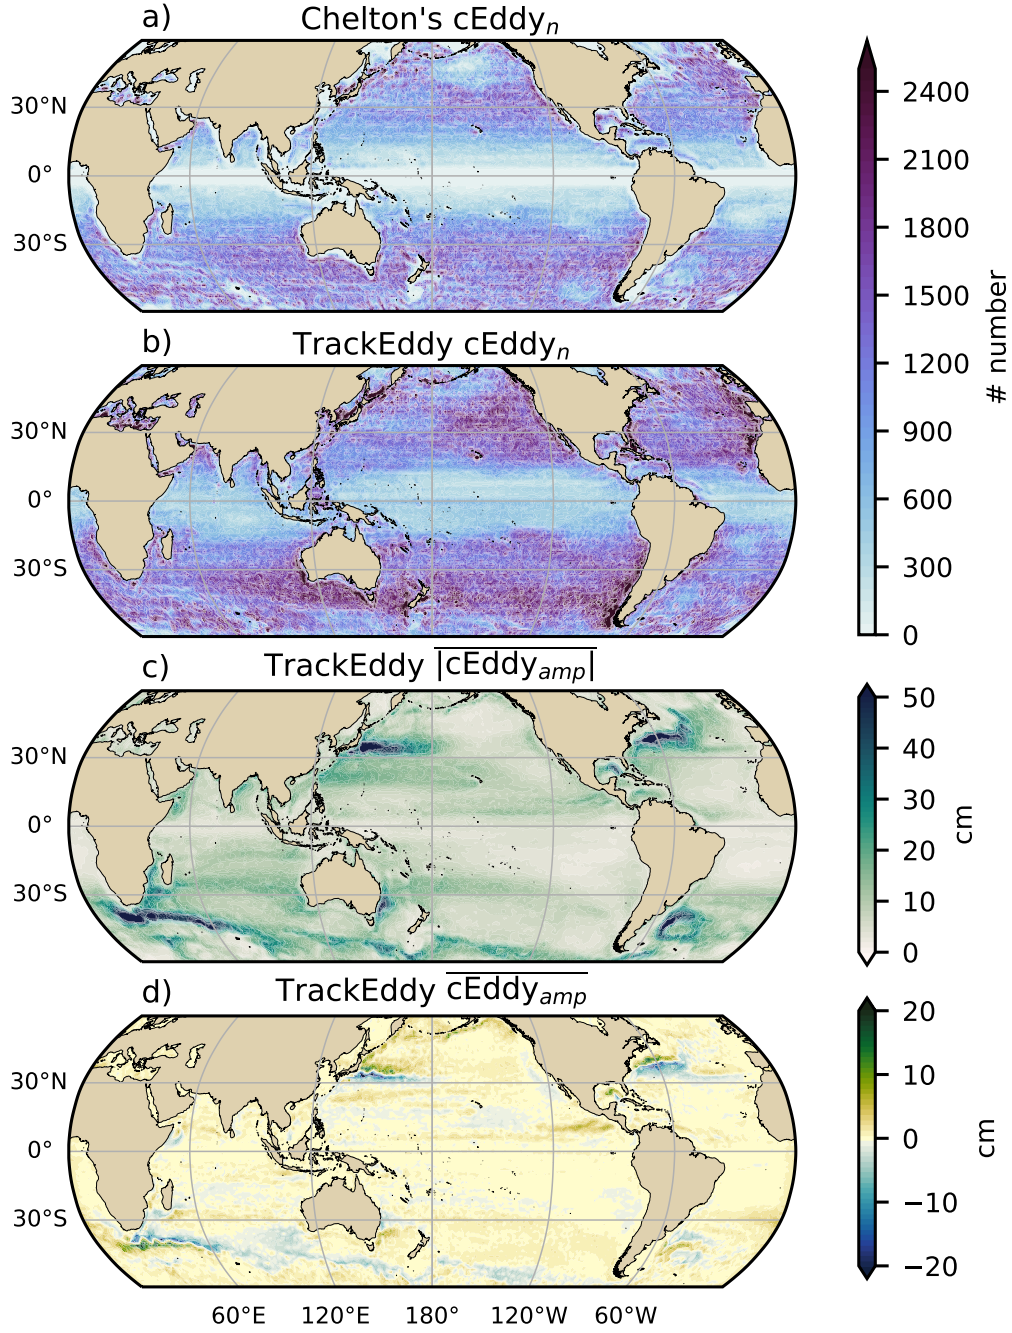 a) Chelton's cEddyₙ
30°N
0°
30°S
2400
2100
1800
1500
1200
900
600
300
0
# number
b) TrackEddy cEddyₙ
30°N
0°
30°S
c) TrackEddy |cEddy_amp|
30°N
0°
30°S
50
40
30
20
10
0
cm
d) TrackEddy cEddy_amp
30°N
0°
30°S
20
10
0
−10
−20
cm
60°E 120°E 180° 120°W 60°W